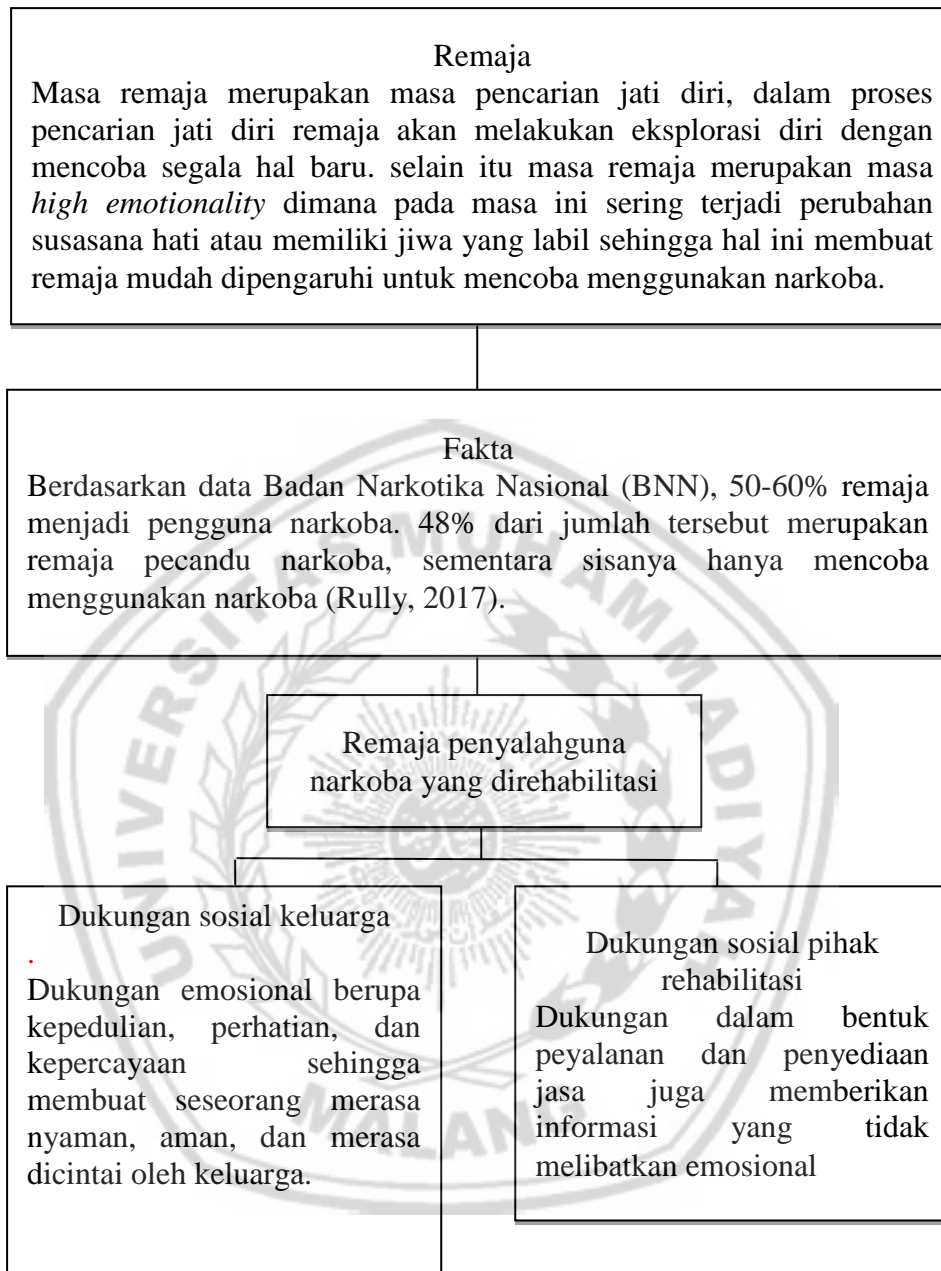 Remaja
Masa remaja merupakan masa pencarian jati diri, dalam proses
pencarian jati diri remaja akan melakukan eksplorasi diri dengan
mencoba segala hal baru. selain itu masa remaja merupakan masa
high emotionality dimana pada masa ini sering terjadi perubahan
susasana hati atau memiliki jiwa yang labil sehingga hal ini membuat
remaja mudah dipengaruhi untuk mencoba menggunakan narkoba.
Fakta
Berdasarkan data Badan Narkotika Nasional (BNN), 50-60% remaja
menjadi pengguna narkoba. 48% dari jumlah tersebut merupakan
remaja pecandu narkoba, sementara sisanya hanya mencoba
menggunakan narkoba (Rully, 2017).
Remaja penyalahguna
narkoba yang direhabilitasi
Dukungan sosial keluarga
.
Dukungan emosional berupa
kepedulian, perhatian, dan
kepercayaan sehingga
membuat seseorang merasa
nyaman, aman, dan merasa
dicintai oleh keluarga.
Dukungan sosial pihak
rehabilitasi
Dukungan dalam bentuk
peyalanan dan penyediaan
jasa juga memberikan
informasi yang tidak
melibatkan emosional
UNIVERSITAS MUHAMMADIYAH
MALANG